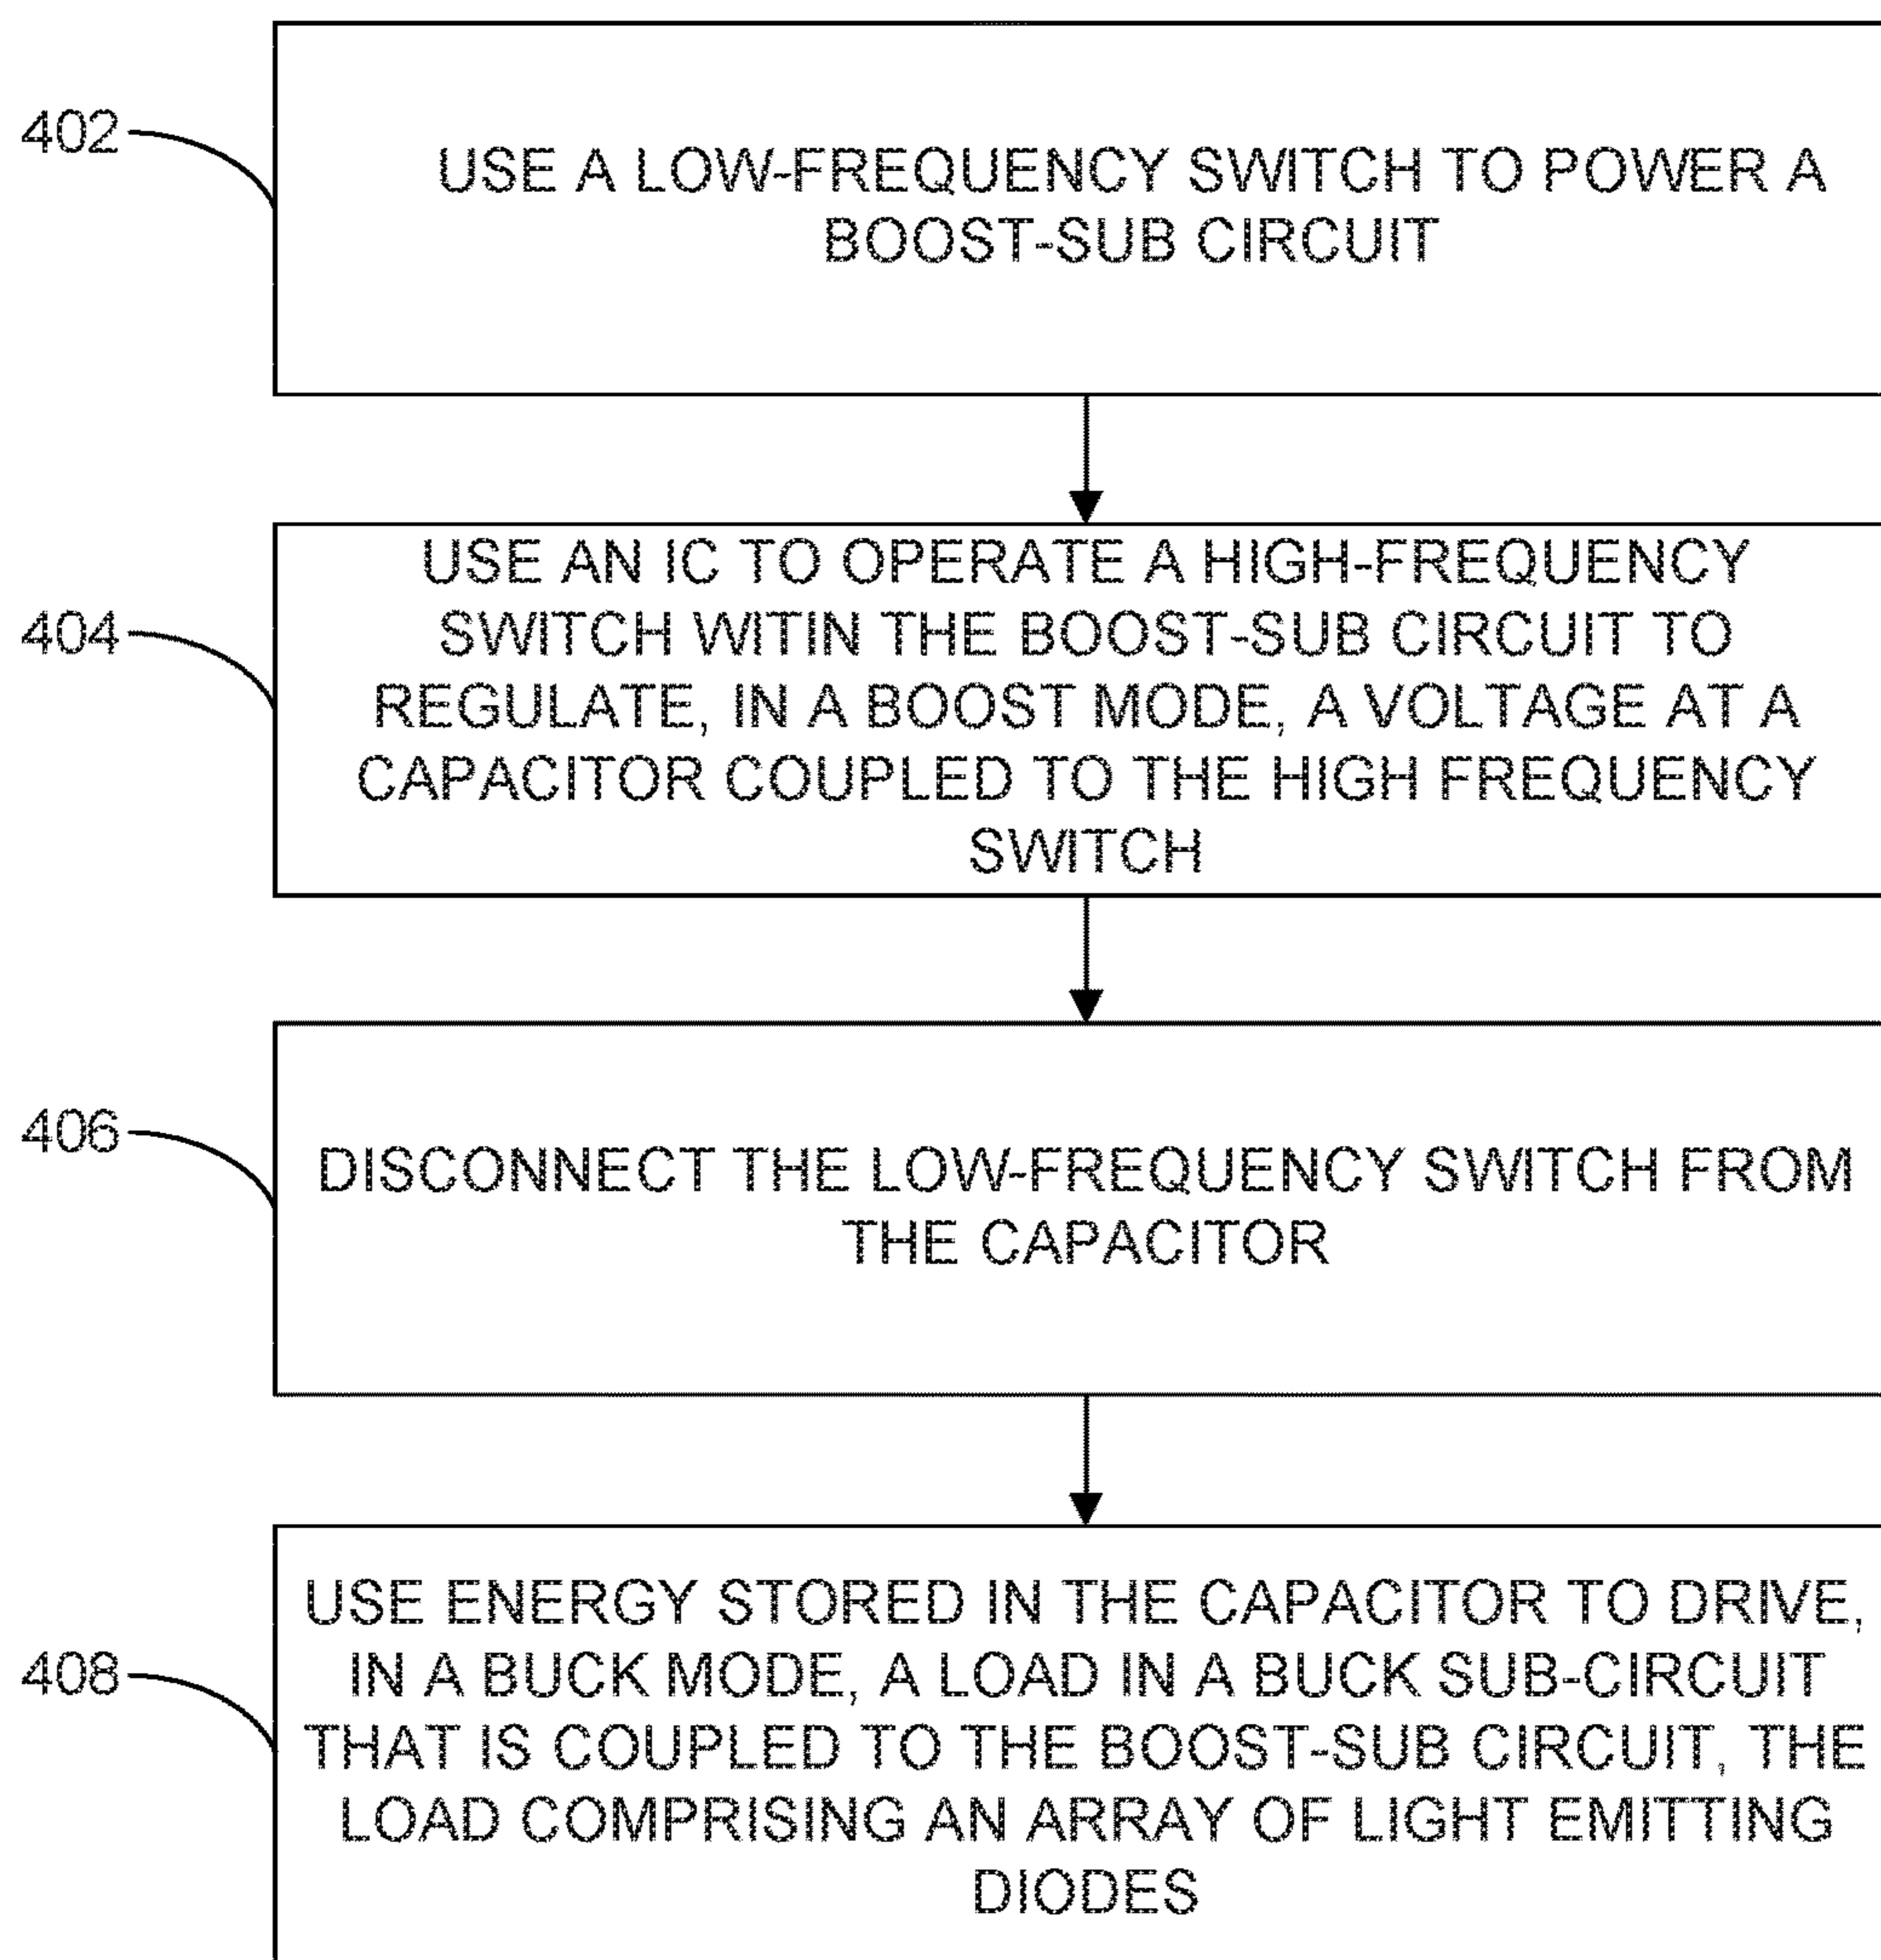 402
USE A LOW-FREQUENCY SWITCH TO POWER A
BOOST-SUB CIRCUIT
404
USE AN IC TO OPERATE A HIGH-FREQUENCY
SWITCH WITIN THE BOOST-SUB CIRCUIT TO
REGULATE, IN A BOOST MODE, A VOLTAGE AT A
CAPACITOR COUPLED TO THE HIGH FREQUENCY
SWITCH
406
DISCONNECT THE LOW-FREQUENCY SWITCH FROM
THE CAPACITOR
408
USE ENERGY STORED IN THE CAPACITOR TO DRIVE,
IN A BUCK MODE, A LOAD IN A BUCK SUB-CIRCUIT
THAT IS COUPLED TO THE BOOST-SUB CIRCUIT, THE
LOAD COMPRISING AN ARRAY OF LIGHT EMITTING
DIODES